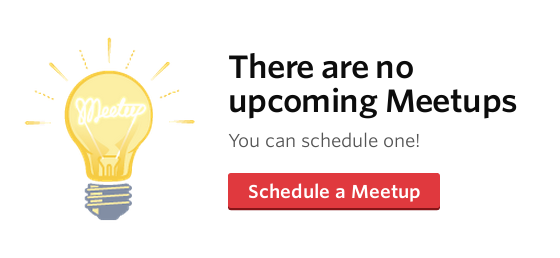 Meetup
There are no
upcoming Meetups
You can schedule one!
Schedule a Meetup